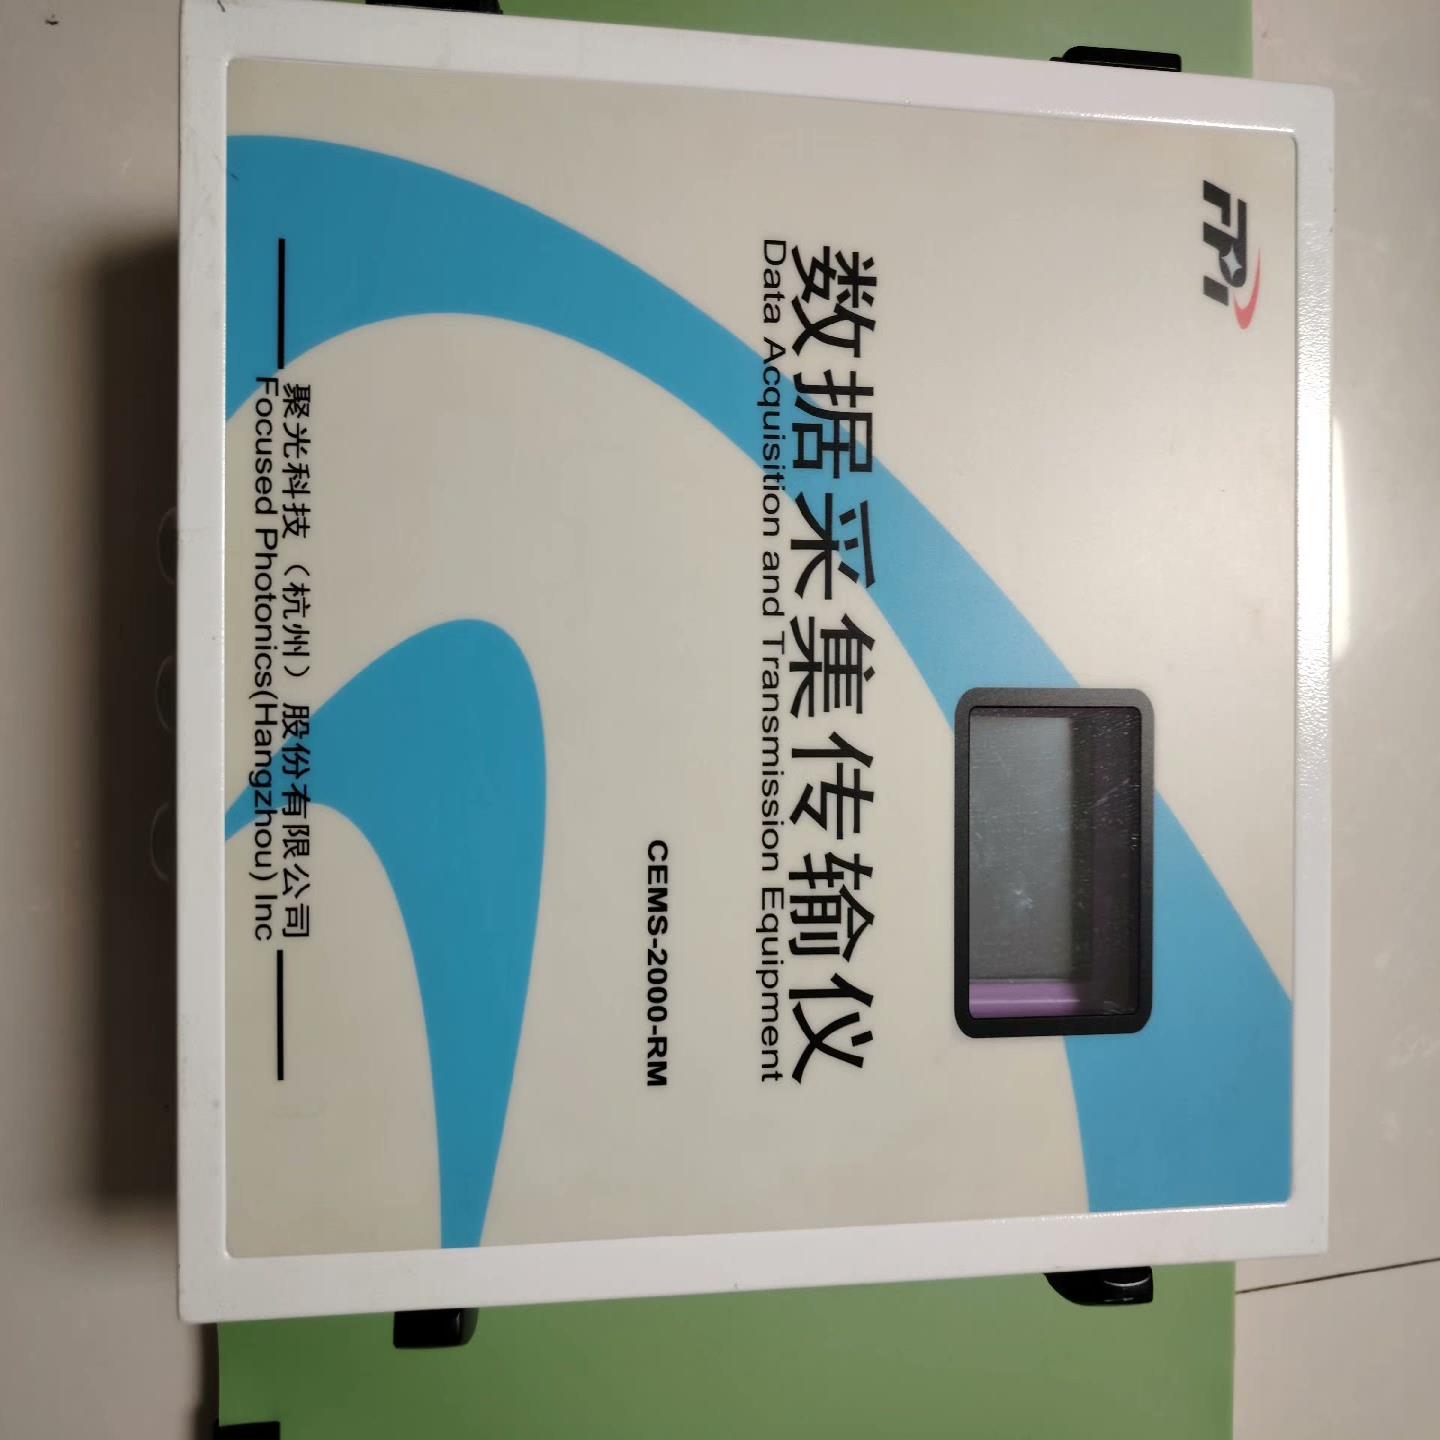 FPi
数据采集传输仪
Data Acquisition and Transmission Equipment
CEMS-2000-RM
聚光科技（杭州）股份有限公司
Focused Photonics(Hangzhou) Inc